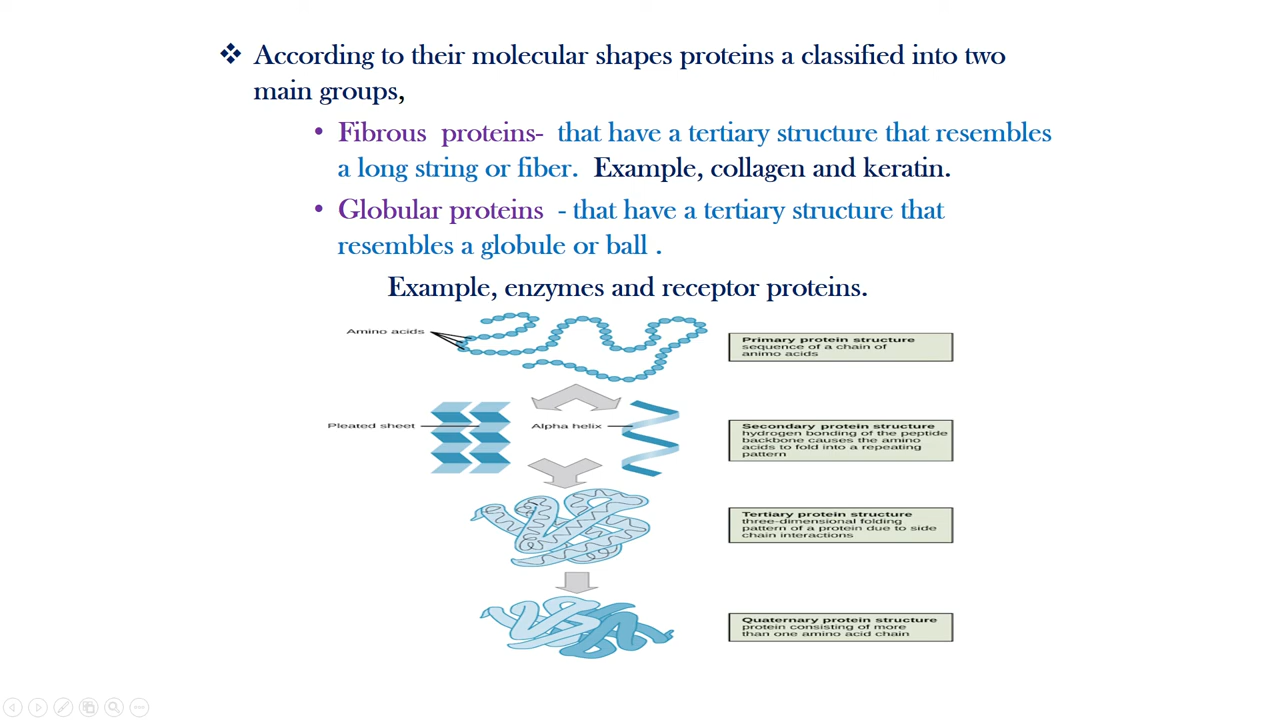 ❖ According to their molecular shapes proteins a classified into two
main groups,
• Fibrous proteins- that have a tertiary structure that resembles
a long string or fiber. Example, collagen and keratin.
• Globular proteins - that have a tertiary structure that
resembles a globule or ball .
Example, enzymes and receptor proteins.
Amino acids
Primary protein structure
sequence of a chain of
animo acids
Pleated sheet
Alpha helix
Secondary protein structure
hydrogen bonding of the peptide
backbone causes the amino
acids to fold into a repeating
pattern
Tertiary protein structure
three-dimensional folding
pattern of a protein due to side
chain interactions
Quaternary protein structure
protein consisting of more
than one amino acid chain